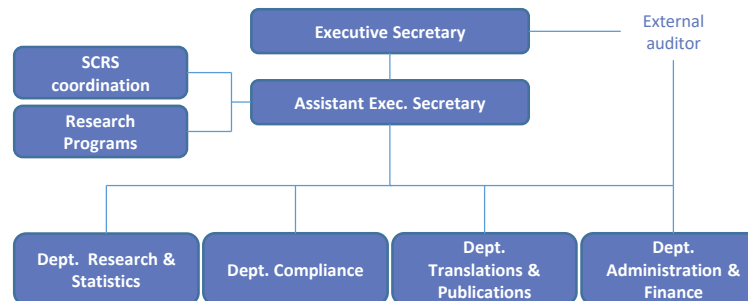 Executive Secretary
External
auditor
SCRS
coordination
Assistant Exec. Secretary
Research
Programs
Dept. Research &
Statistics
Dept. Compliance
Dept.
Translations &
Publications
Dept.
Administration &
Finance